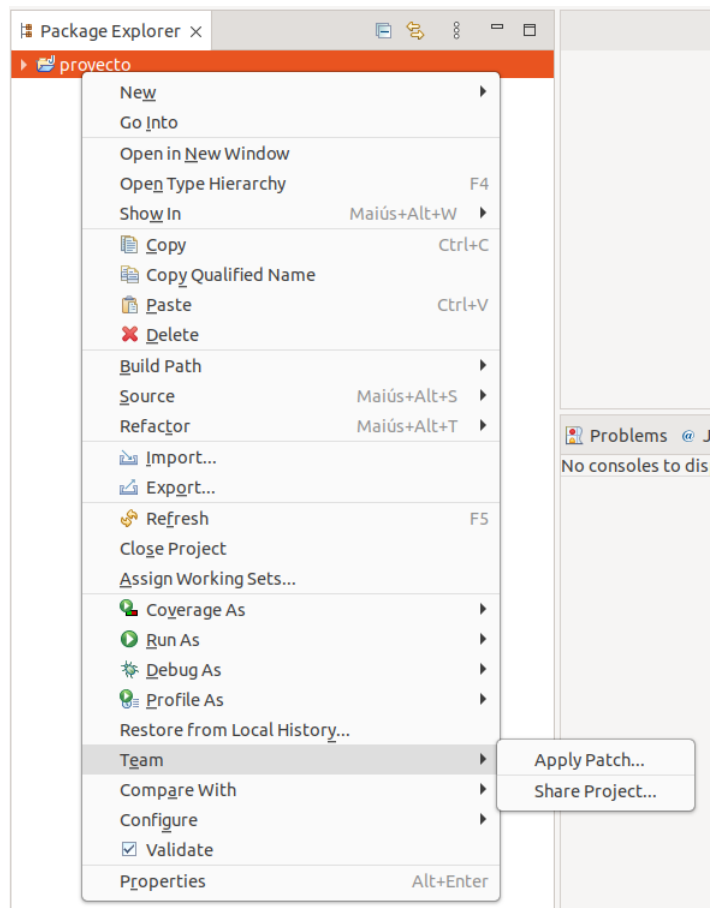 Package Explorer ×
proyecto
New
Go Into
Open in New Window
Open Type Hierarchy F4
Show In Maiús+Alt+W
Copy Ctrl+C
Copy Qualified Name
Paste Ctrl+V
Delete
Build Path
Source Maiús+Alt+S
Refactor Maiús+Alt+T
Problems @ J
Import...
No consoles to dis
Export...
Refresh F5
Close Project
Assign Working Sets...
Coverage As
Run As
Debug As
Profile As
Restore from Local History...
Team
Apply Patch...
Compare With
Share Project...
Configure
Validate
Properties Alt+Enter